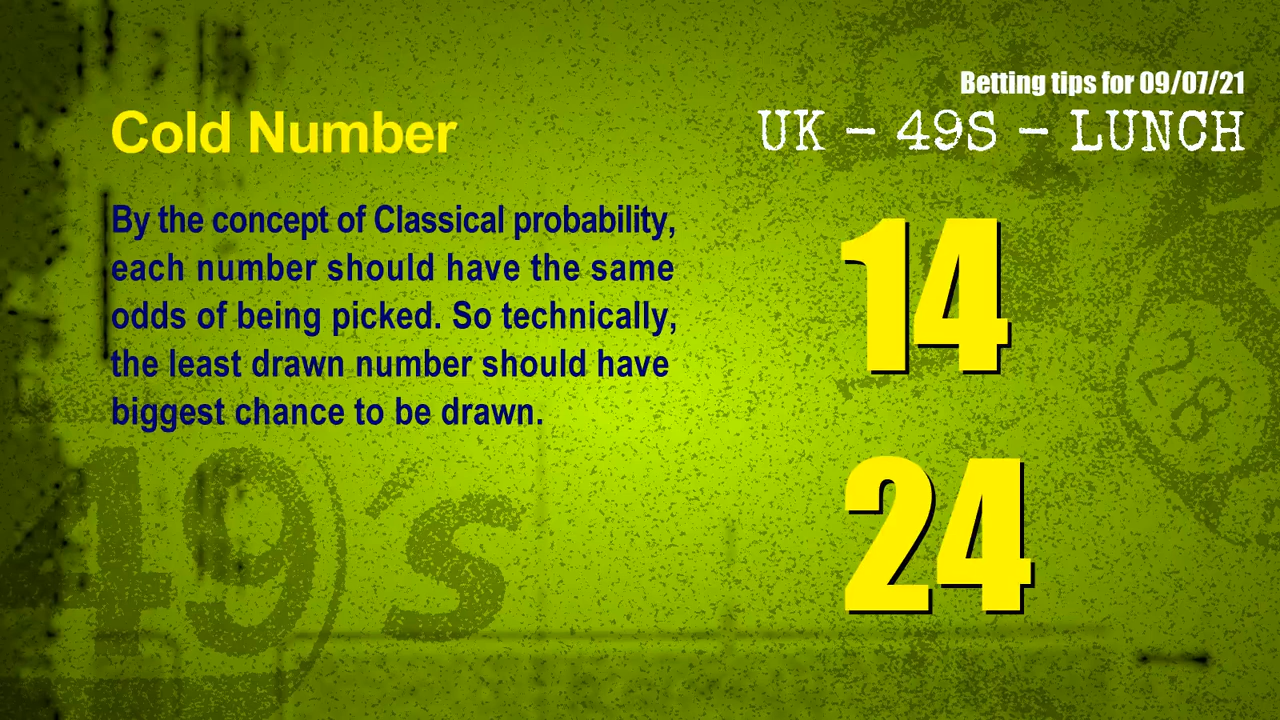 Betting tips for 09/07/21
UK - 49S - LUNCH
Cold Number
By the concept of Classical probability,
each number should have the same
odds of being picked. So technically,
the least drawn number should have
biggest chance to be drawn.
14
24
28
49's